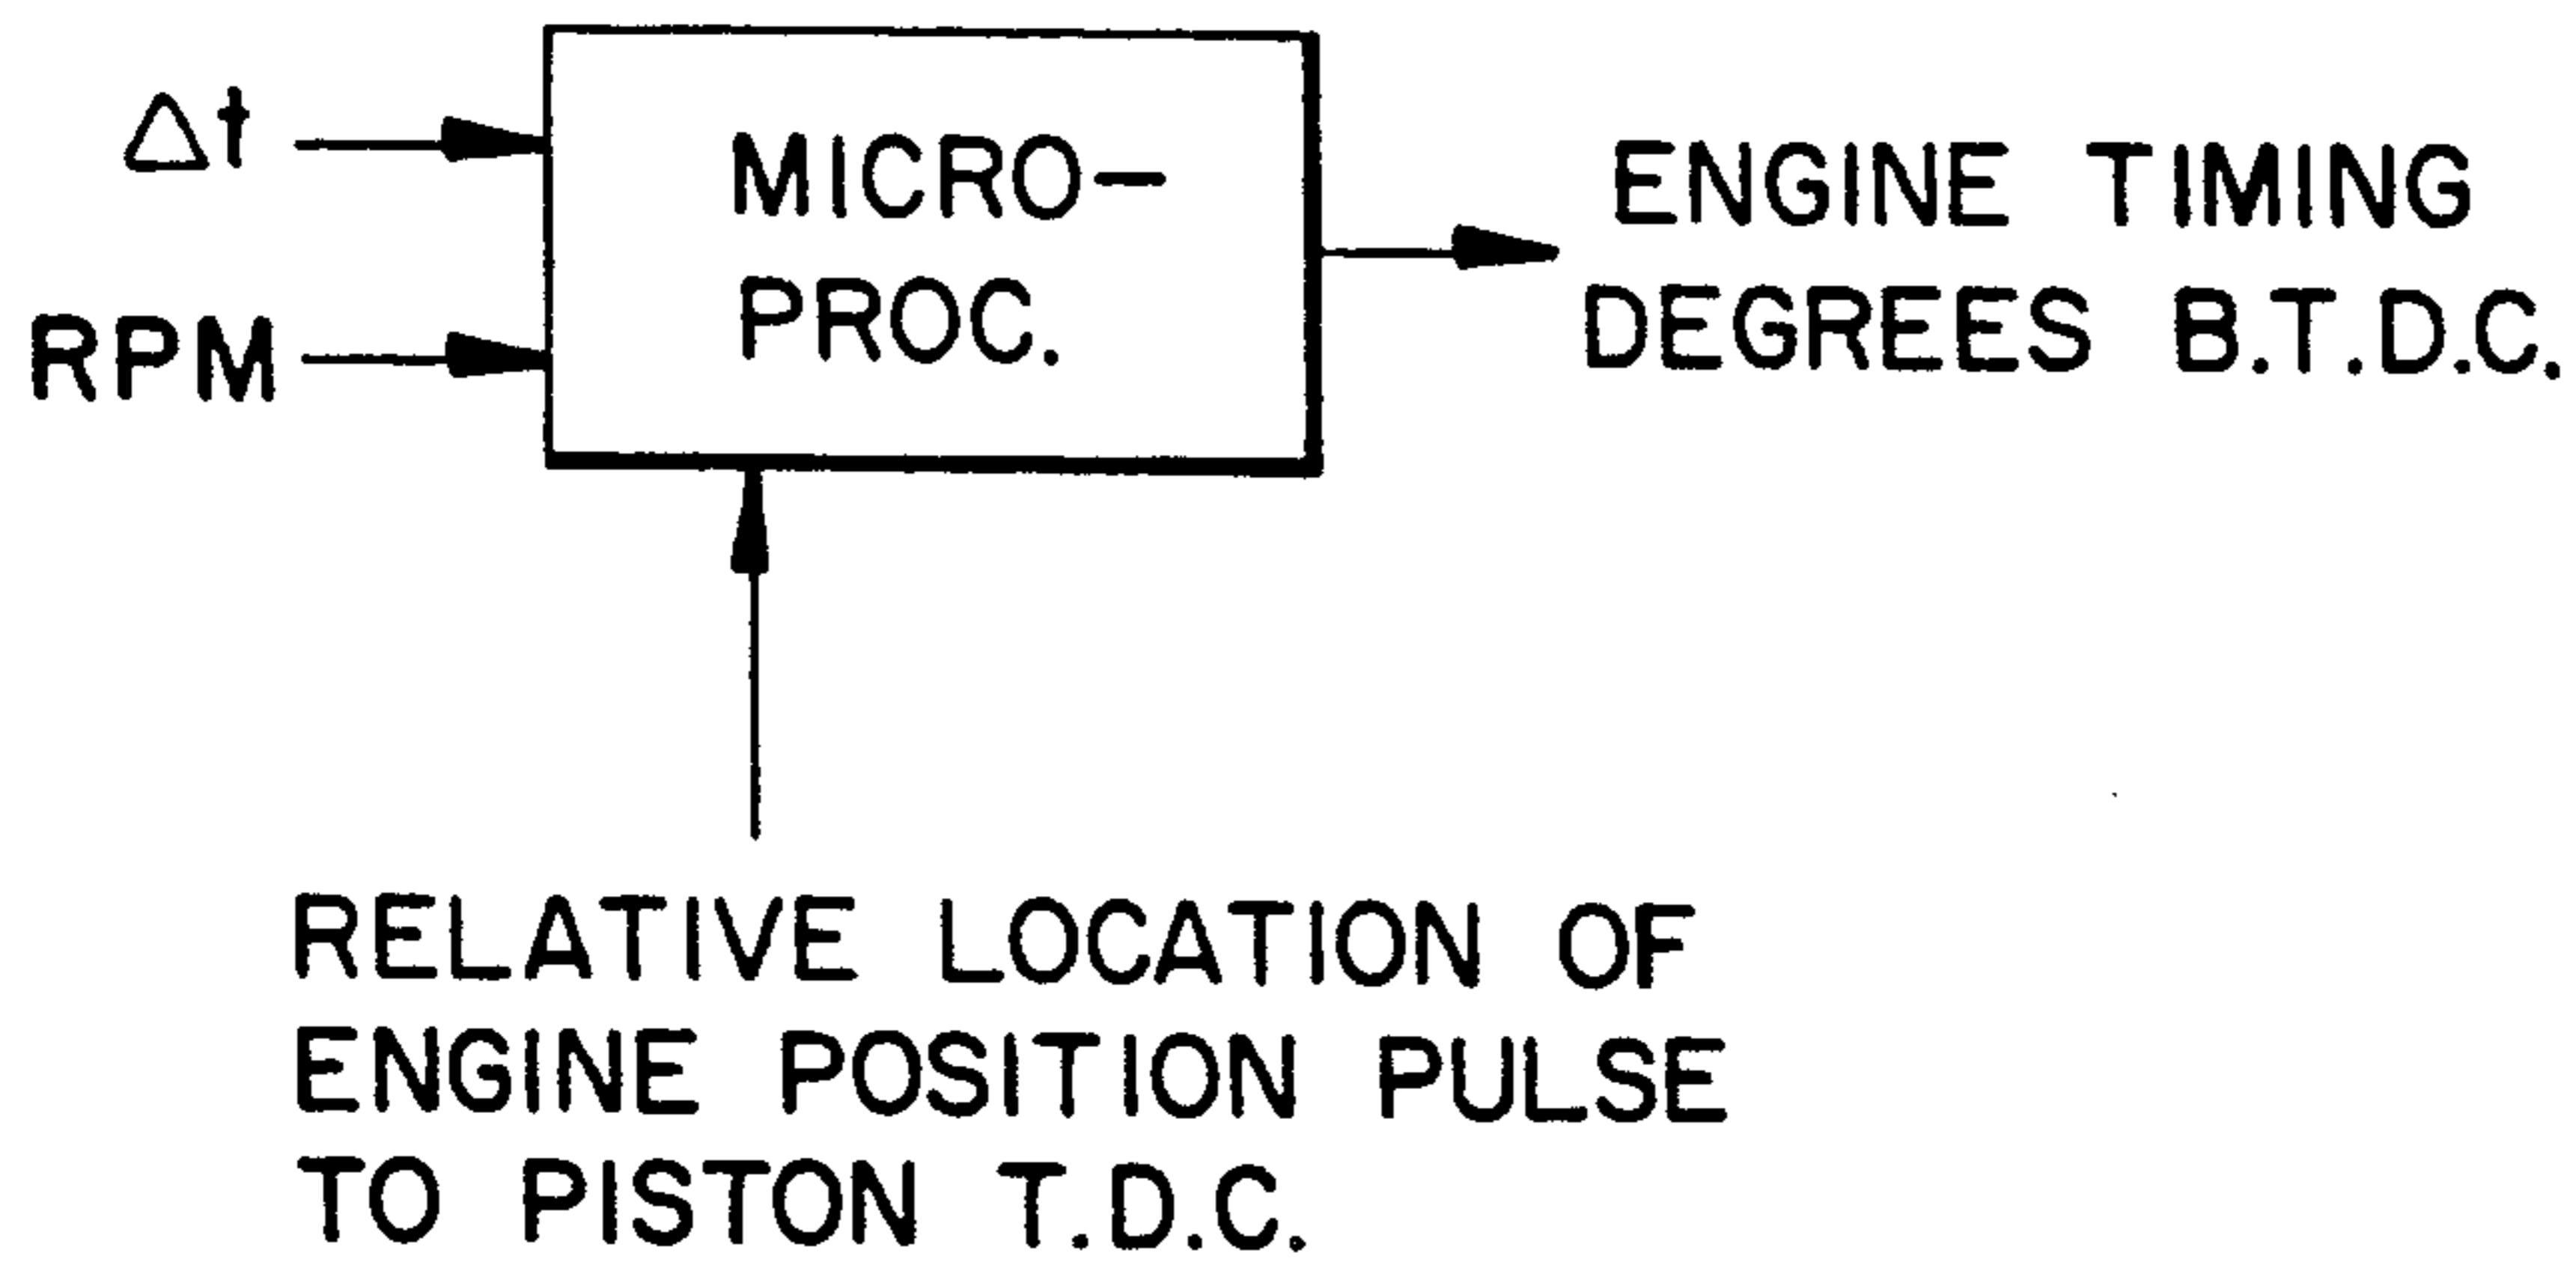 Δt
RPM
MICRO-
PROC.
ENGINE TIMING
DEGREES B.T.D.C.
RELATIVE LOCATION OF
ENGINE POSITION PULSE
TO PISTON T.D.C.